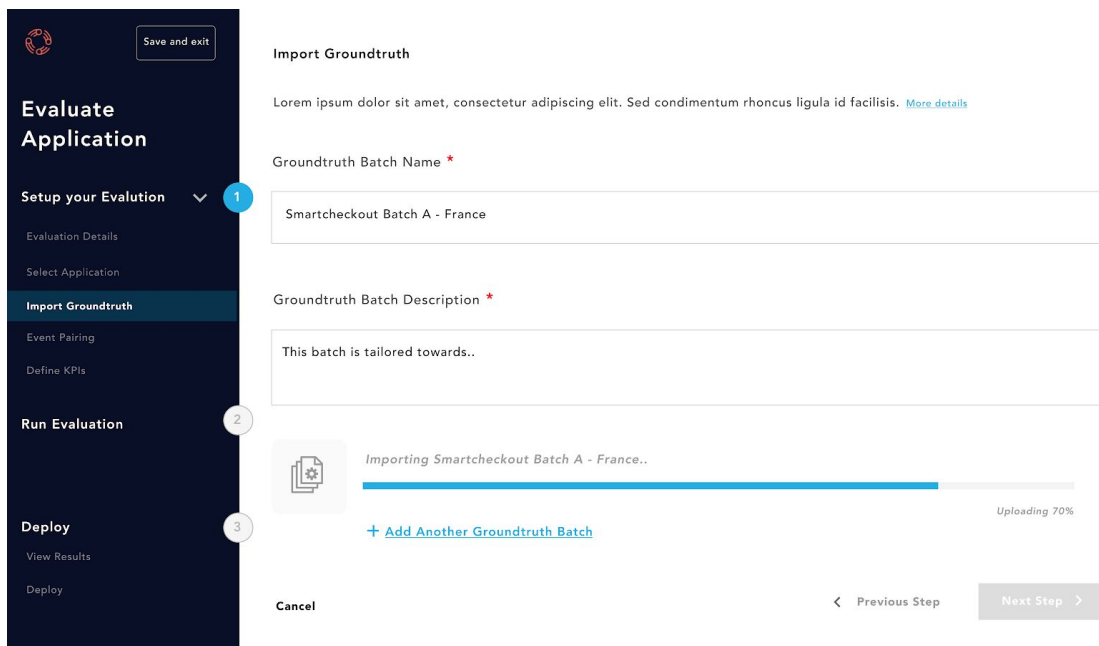 Save and exit
Evaluate
Application
Setup your Evalution
1
Evaluation Details
Select Application
Import Groundtruth
Event Pairing
Define KPIs
Run Evaluation
2
Deploy
3
View Results
Deploy
Import Groundtruth
Lorem ipsum dolor sit amet, consectetur adipiscing elit. Sed condimentum rhoncus ligula id facilisis. More details
Groundtruth Batch Name *
Smartcheckout Batch A - France
Groundtruth Batch Description *
This batch is tailored towards..
Importing Smartcheckout Batch A - France..
Uploading 70%
+ Add Another Groundtruth Batch
Cancel
Previous Step
Next Step